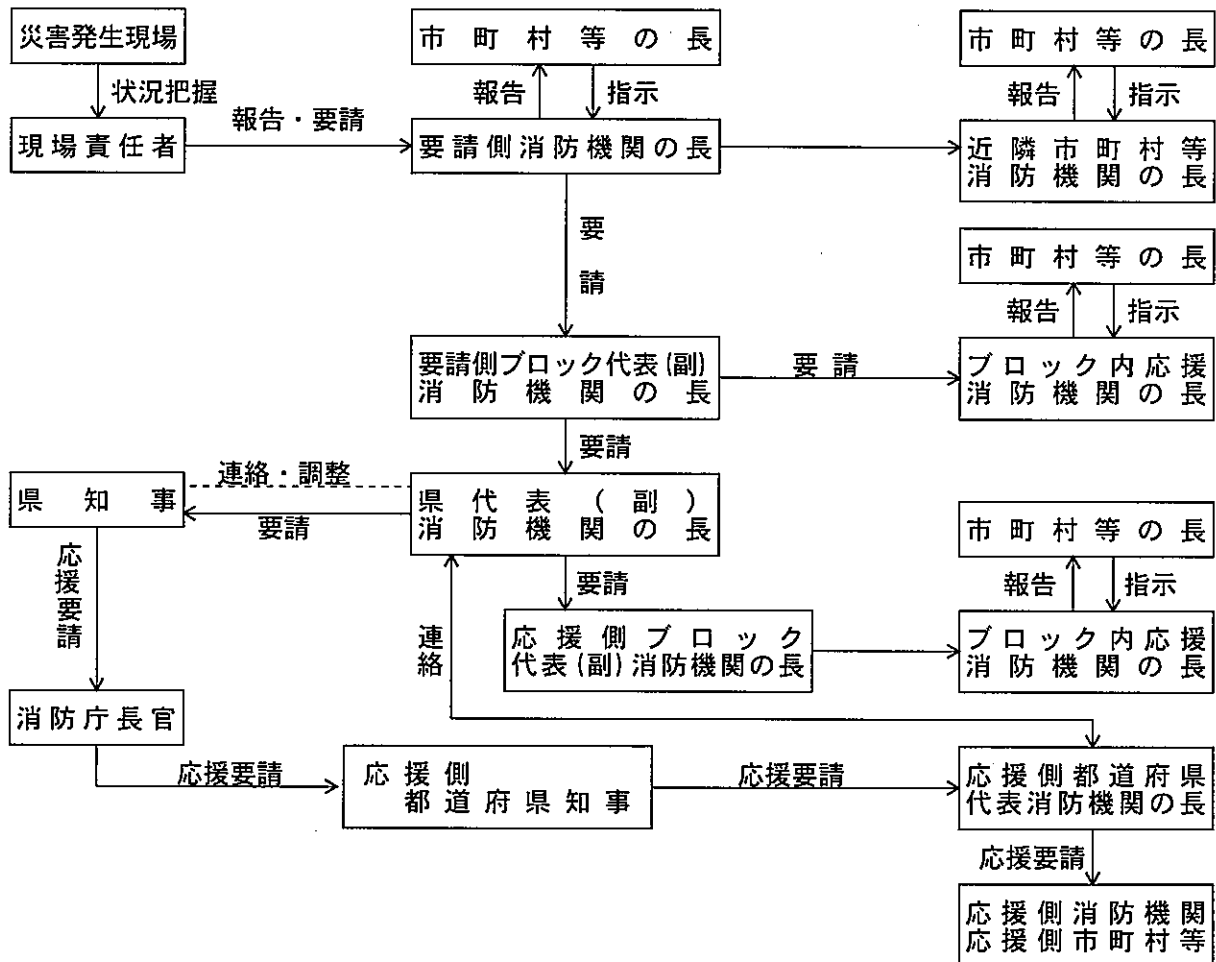 災害発生現場
市町村等の長
市町村等の長
状況把握
報告
指示
報告
指示
報告・要請
現場責任者
要請側消防機関の長
近隣市町村等
消防機関の長
要
請
市町村等の長
報告
指示
要請側ブロック代表(副)
消防機関の長
要請
ブロック内応援
消防機関の長
要請
連絡・調整
県知事
要請
県代表(副)
消防機関の長
市町村等の長
報告
指示
応援要請
要請
連絡
応援側ブロック
代表(副)消防機関の長
ブロック内応援
消防機関の長
消防庁長官
応援要請
応援側
都道府県知事
応援要請
応援側都道府県
代表消防機関の長
応援要請
応援側消防機関
応援側市町村等